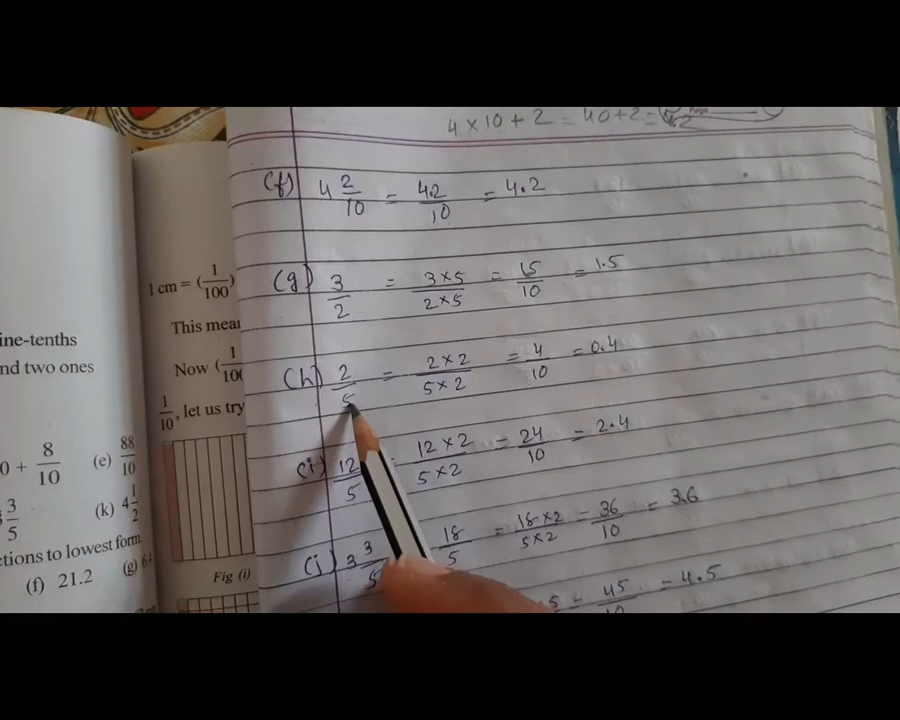 4 × 10 + 2 = 40+2 =
(f) 4 2/10 = 42/10 = 4.2
(g) 3/2 = 3×5/2×5 = 15/10 = 1.5
(h) 2/5 = 2×2/5×2 = 4/10 = 0.4
(i) 12/5 12×2/5×2 = 24/10 = 2.4
(j) 3 3/5 18/5 = 18×2/5×2 = 36/10 = 3.6
45/10 = 4.5
ine-tenths
nd two ones
0 + 8/10 (e) 88/10
3/5 (k) 4 1/2
ctions to lowest form
(f) 21.2 (g)
1 cm = (1/100)
This mea
Now (1/10
1/10, let us try
Fig (i)